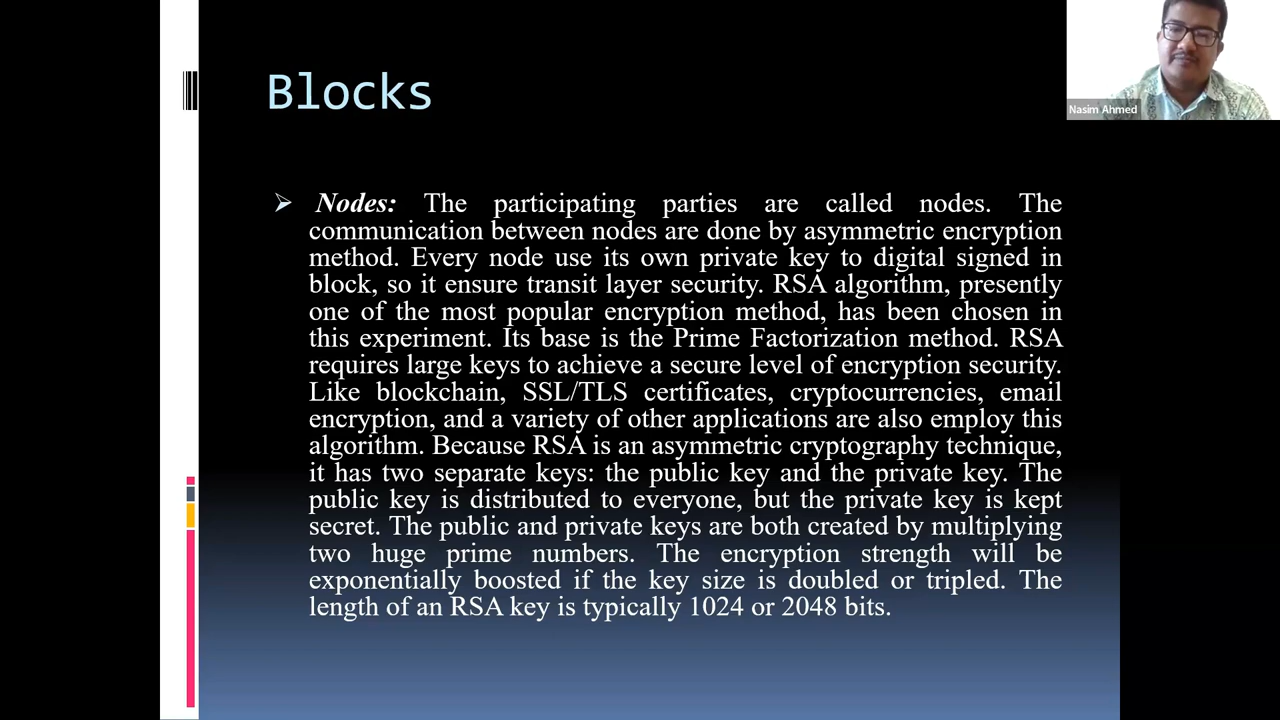 Blocks
Nasim Ahmed
Nodes: The participating parties are called nodes. The
communication between nodes are done by asymmetric encryption
method. Every node use its own private key to digital signed in
block, so it ensure transit layer security. RSA algorithm, presently
one of the most popular encryption method, has been chosen in
this experiment. Its base is the Prime Factorization method. RSA
requires large keys to achieve a secure level of encryption security.
Like blockchain, SSL/TLS certificates, cryptocurrencies, email
encryption, and a variety of other applications are also employ this
algorithm. Because RSA is an asymmetric cryptography technique,
it has two separate keys: the public key and the private key. The
public key is distributed to everyone, but the private key is kept
secret. The public and private keys are both created by multiplying
two huge prime numbers. The encryption strength will be
exponentially boosted if the key size is doubled or tripled. The
length of an RSA key is typically 1024 or 2048 bits.